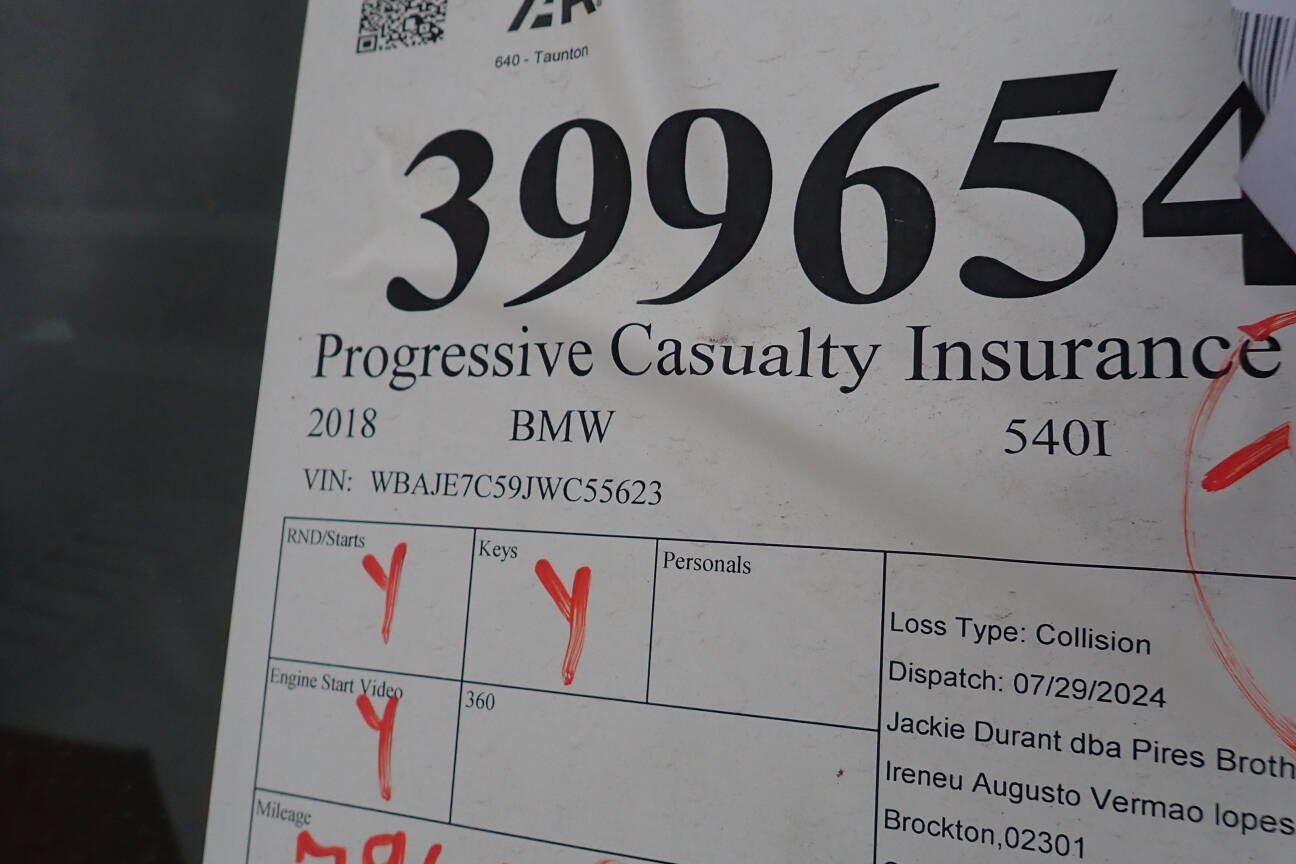 640 - Taunton
399654
Progressive Casualty Insurance
2018 BMW 540I
VIN: WBAJE7C59JWC55623
RND/Starts Y Keys Y Personals
Engine Start Video Y 360
Loss Type: Collision
Dispatch: 07/29/2024
Jackie Durant dba Pires Broth
Ireneu Augusto Vermao lopes
Brockton,02301
Mileage